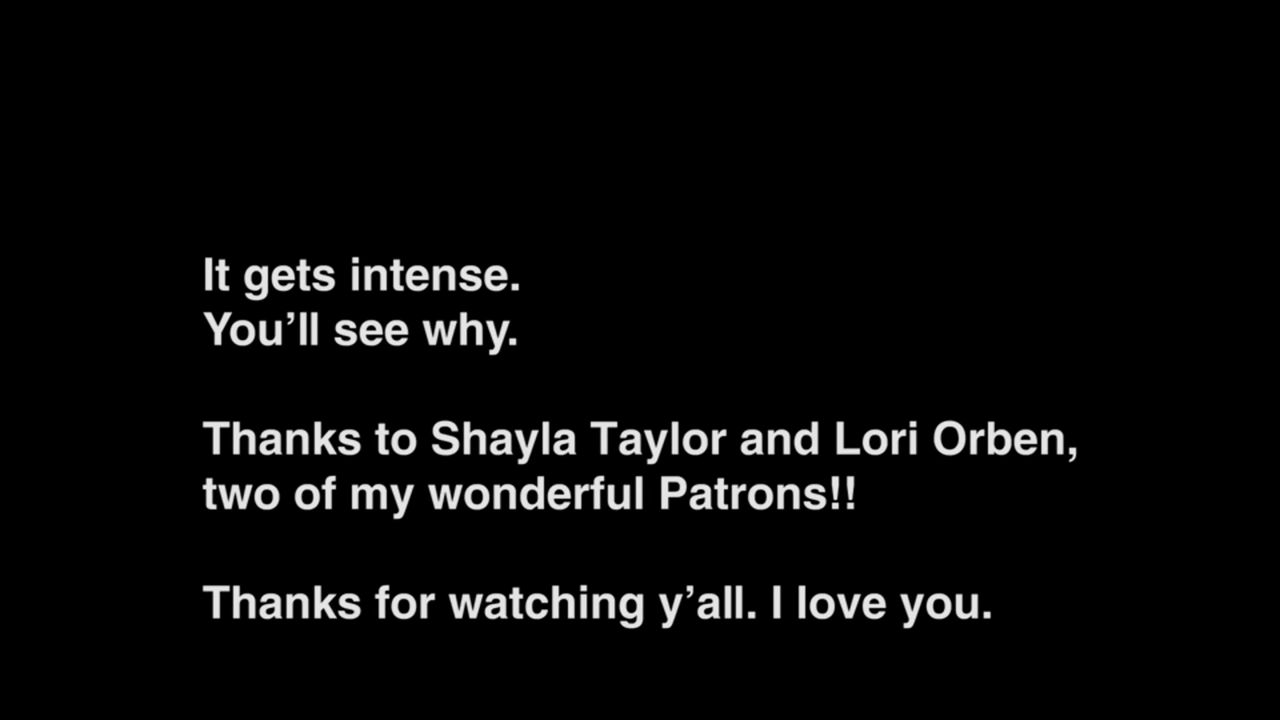 It gets intense.
You’ll see why.
Thanks to Shayla Taylor and Lori Orben,
two of my wonderful Patrons!!
Thanks for watching y’all. I love you.